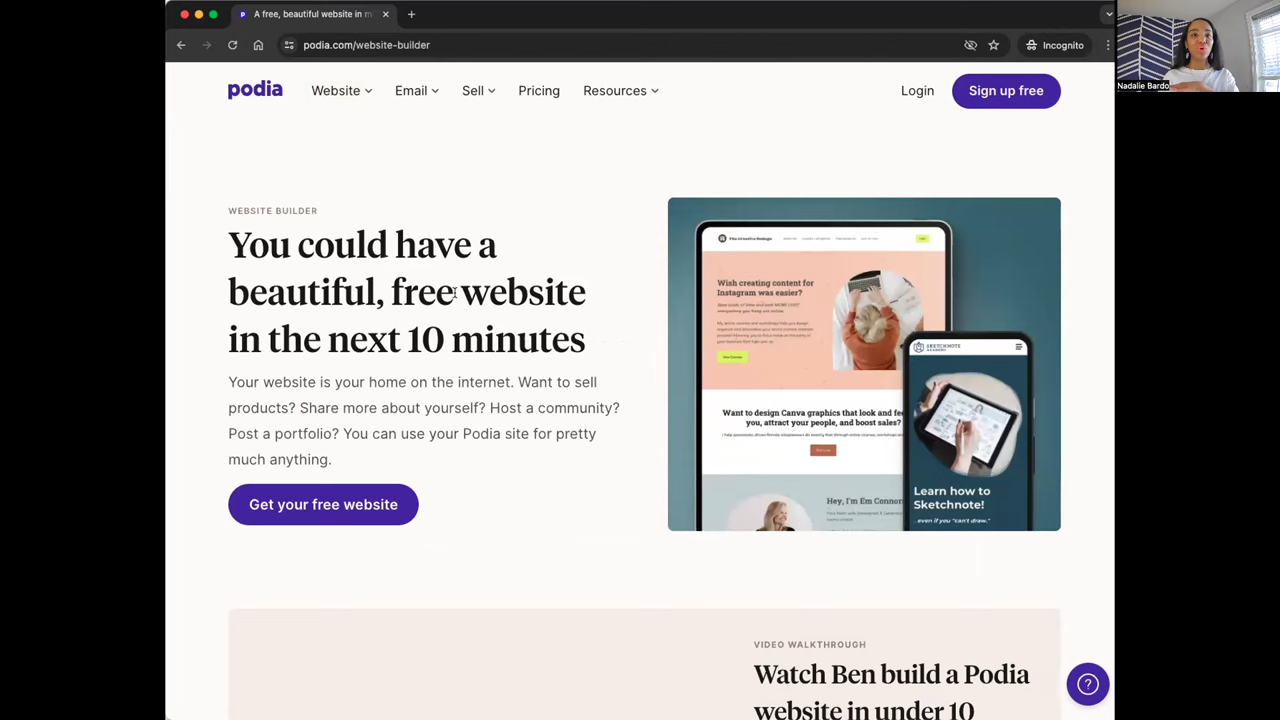 A free, beautiful website in m
podia.com/website-builder
Incognito
Nadalie Bardo
podia
Website
Email
Sell
Pricing
Resources
Login
Sign up free
WEBSITE BUILDER
You could have a
beautiful, free website
in the next 10 minutes
Your website is your home on the internet. Want to sell
products? Share more about yourself? Host a community?
Post a portfolio? You can use your Podia site for pretty
much anything.
Get your free website
Wish creating content for
Instagram was easier?
Want to design Canva graphics that look and fee
you, attract your people, and boost sales?
Hey, I'm Em Connor
SKETCHNOTE
ACADEMY
Learn how to
Sketchnote!
...even if you "can't draw."
VIDEO WALKTHROUGH
Watch Ben build a Podia
website in under 10